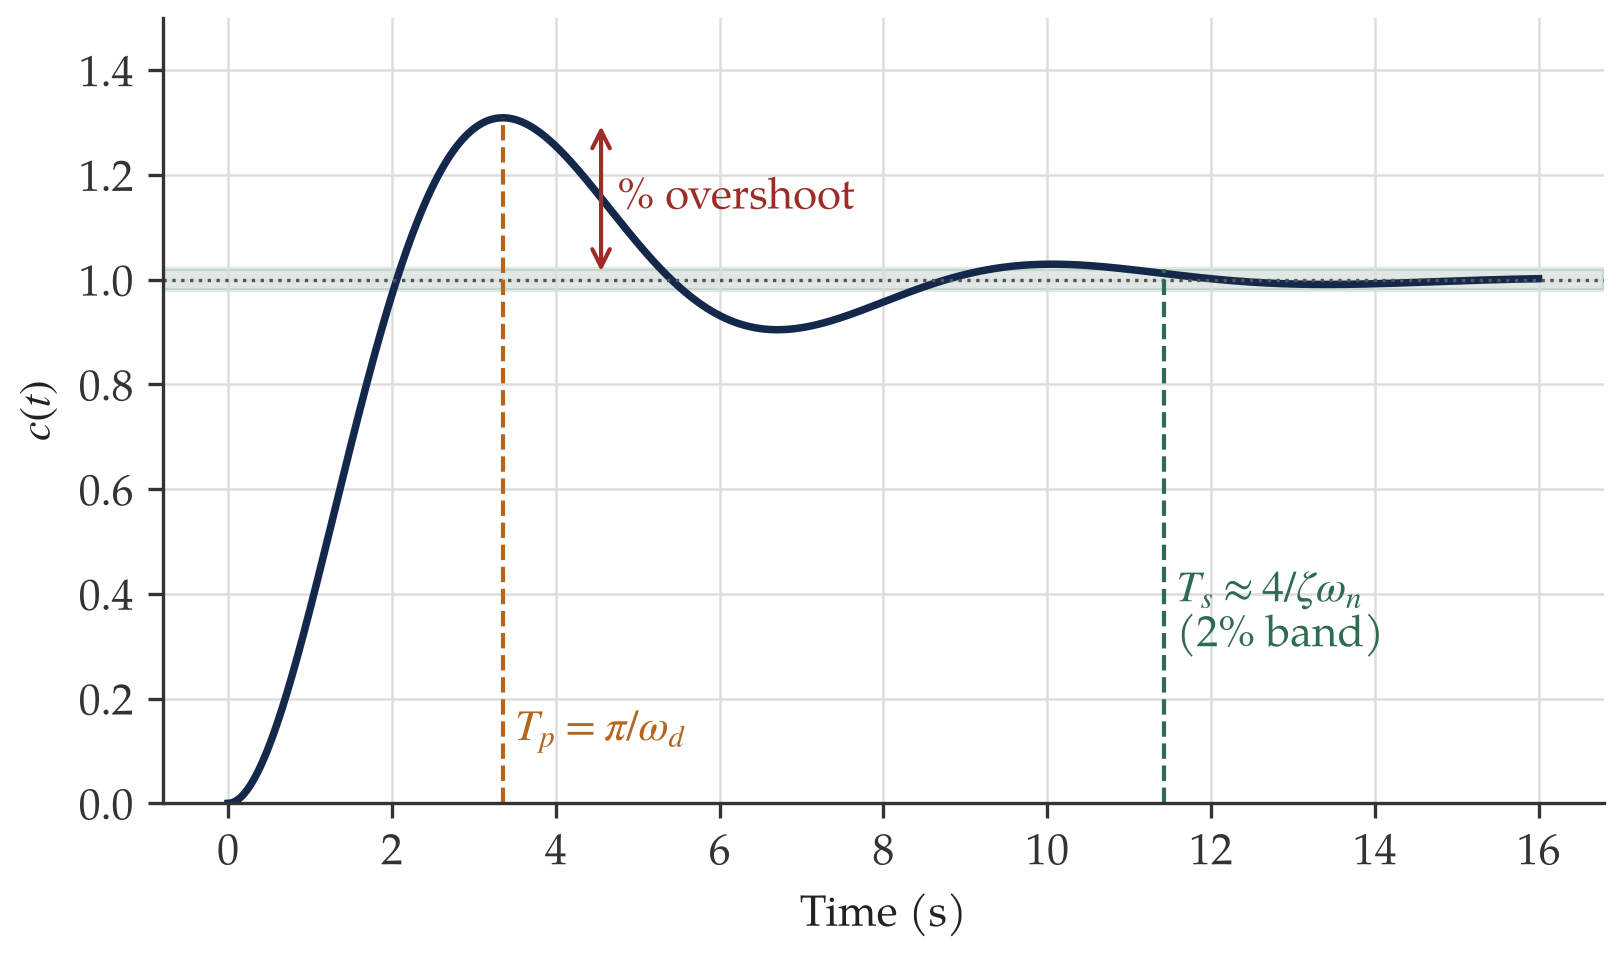 1.4
1.2
1.0
0.8
0.6
0.4
0.2
0.0
c(t)
% overshoot
T_s ≈ 4/ζω_n
(2% band)
T_p = π/ω_d
0 2 4 6 8 10 12 14 16
Time (s)